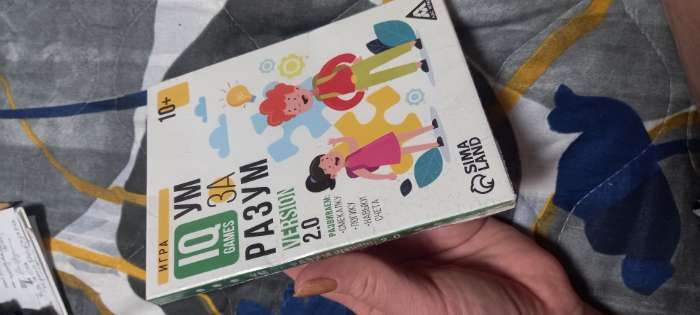 10+
ИГРА
IQ
GAMES
УМ
ЗА
РАЗУМ
VERSION
2.0
РАЗВИВАЕМ:
·СМЕКАЛКУ
·ЛОГИКУ
·НАВЫКИ
СЧЕТА
SIMA
LAND